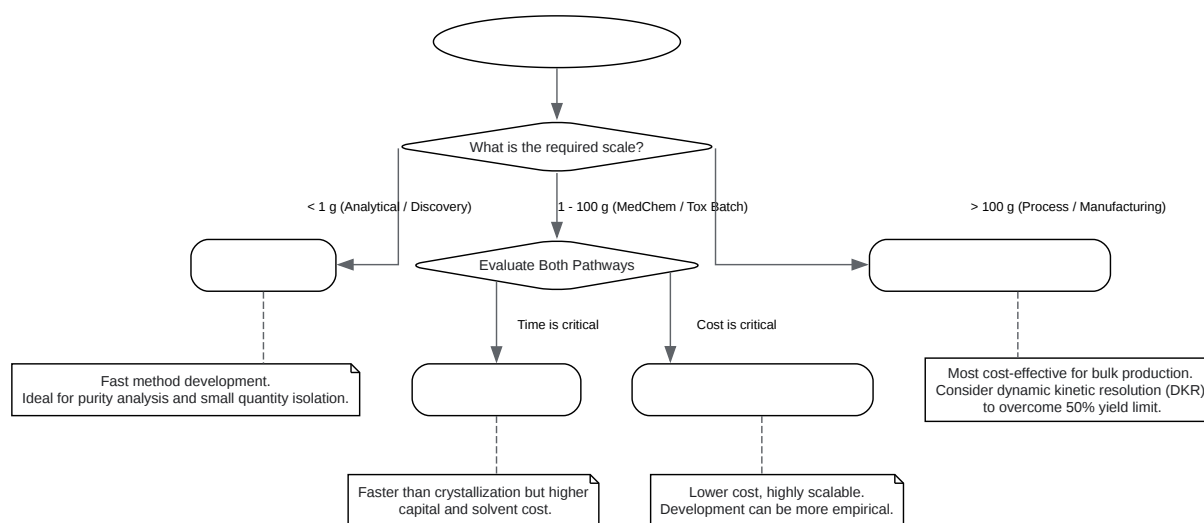 What is the required scale?
< 1 g (Analytical / Discovery)
1 - 100 g (MedChem / Tox Batch)
> 100 g (Process / Manufacturing)
Evaluate Both Pathways
Time is critical
Cost is critical
Fast method development.
Ideal for purity analysis and small quantity isolation.
Most cost-effective for bulk production.
Consider dynamic kinetic resolution (DKR)
to overcome 50% yield limit.
Faster than crystallization but higher
capital and solvent cost.
Lower cost, highly scalable.
Development can be more empirical.